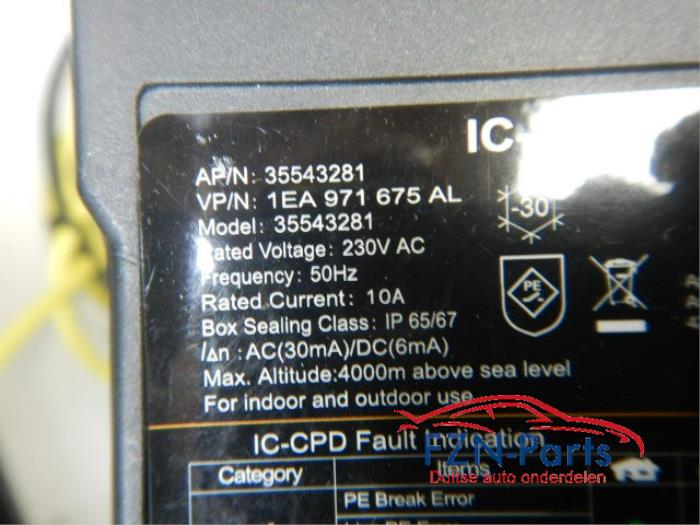 IC-
AP/N: 35543281
VP/N: 1EA 971 675 AL
Model: 35543281
-30
Rated Voltage: 230V AC
Frequency: 50Hz
PE
Rated Current: 10A
Box Sealing Class: IP 65/67
I∆n : AC(30mA)/DC(6mA)
Max. Altitude:4000m above sea level
For indoor and outdoor use
IC-CPD Fault Indication
FZN-Parts
Duitse auto onderdelen
Category Items
PE Break Error